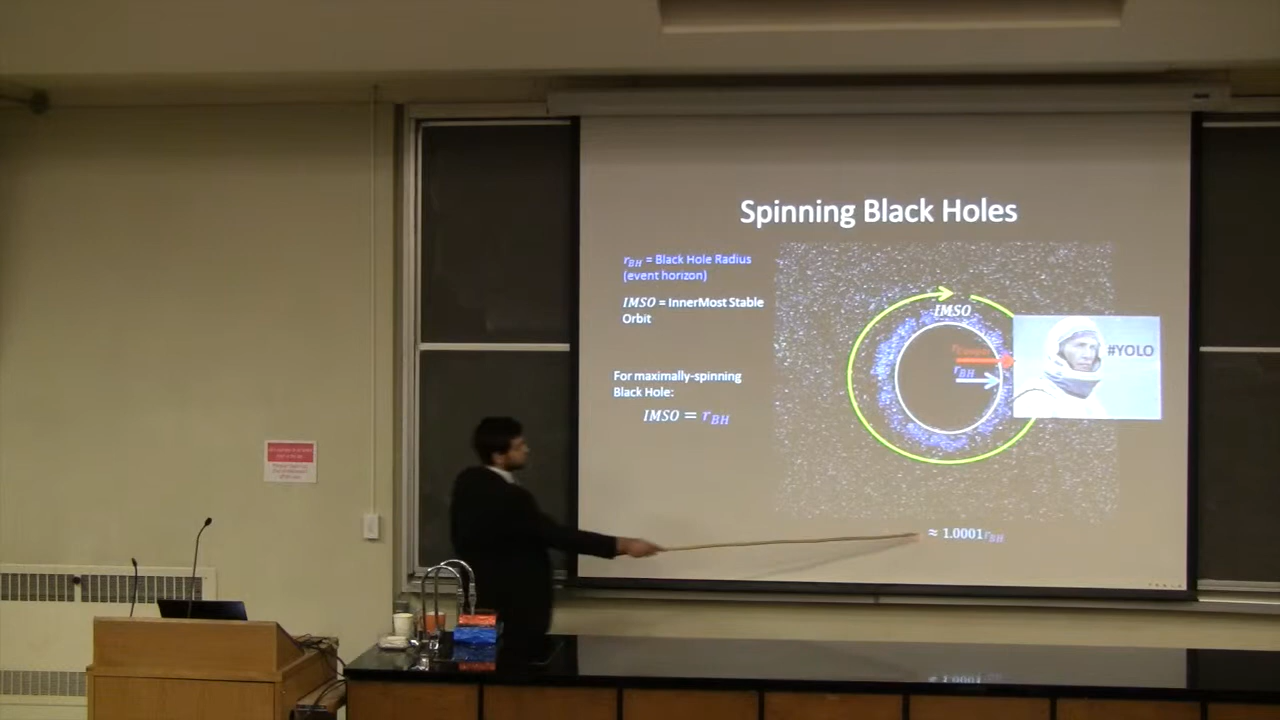 Spinning Black Holes
r_BH = Black Hole Radius
(event horizon)
IMSO = InnerMost Stable
Orbit
For maximally-spinning
Black Hole:
IMSO = r_BH
IMSO
r_BH
#YOLO
≈ 1.0001r_BH